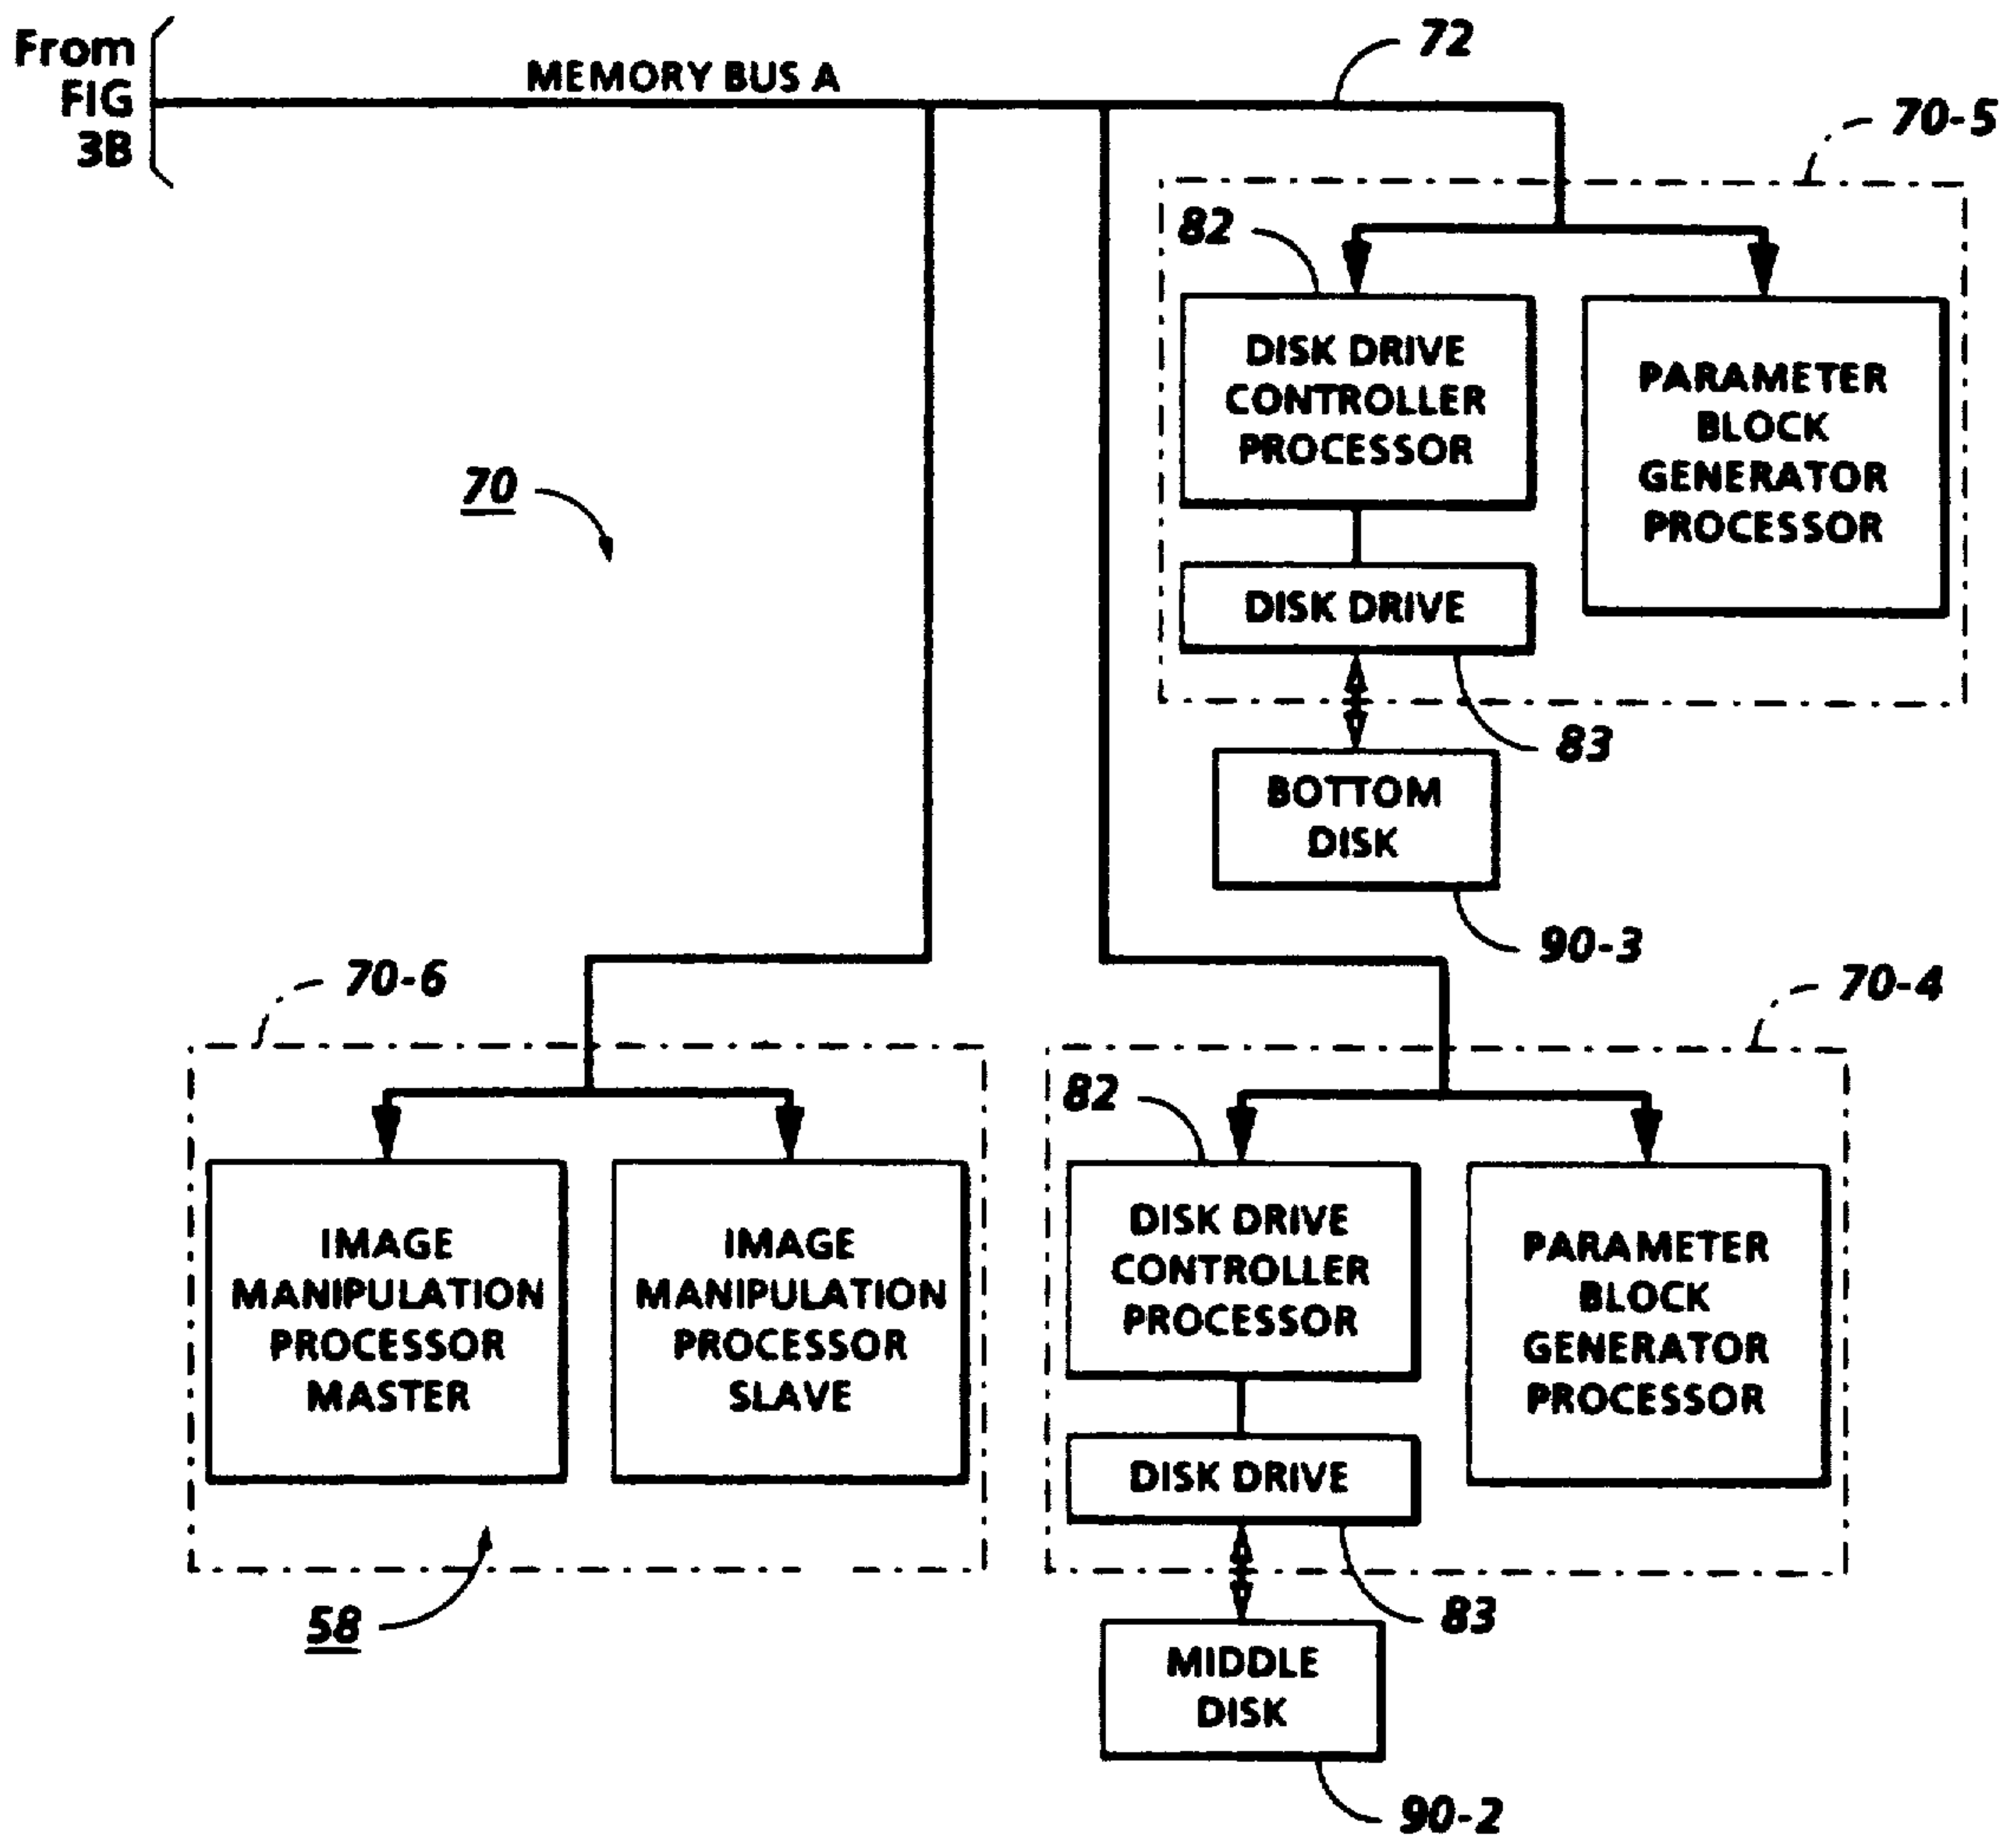 From
FIG
3B
MEMORY BUS A
72
70-5
82
DISK DRIVE
CONTROLLER
PROCESSOR
PARAMETER
BLOCK
GENERATOR
PROCESSOR
70
DISK DRIVE
83
BOTTOM
DISK
90-3
70-6
70-4
82
IMAGE
MANIPULATION
PROCESSOR
MASTER
IMAGE
MANIPULATION
PROCESSOR
SLAVE
DISK DRIVE
CONTROLLER
PROCESSOR
PARAMETER
BLOCK
GENERATOR
PROCESSOR
DISK DRIVE
58
83
MIDDLE
DISK
90-2